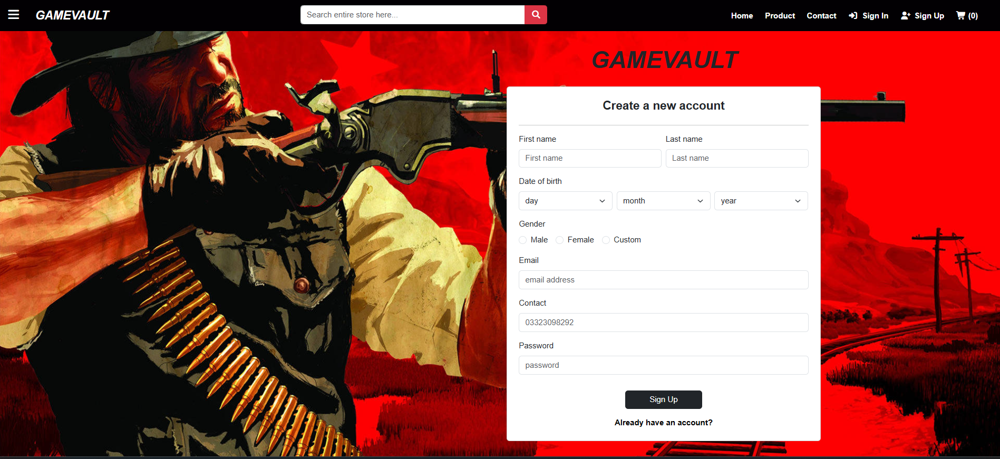 GAMEVAULT
Search entire store here...
Home Product Contact Sign In Sign Up (0)
GAMEVAULT
Create a new account
First name Last name
First name Last name
Date of birth
day month year
Gender
Male Female Custom
Email
email address
Contact
03323098292
Password
password
Sign Up
Already have an account?